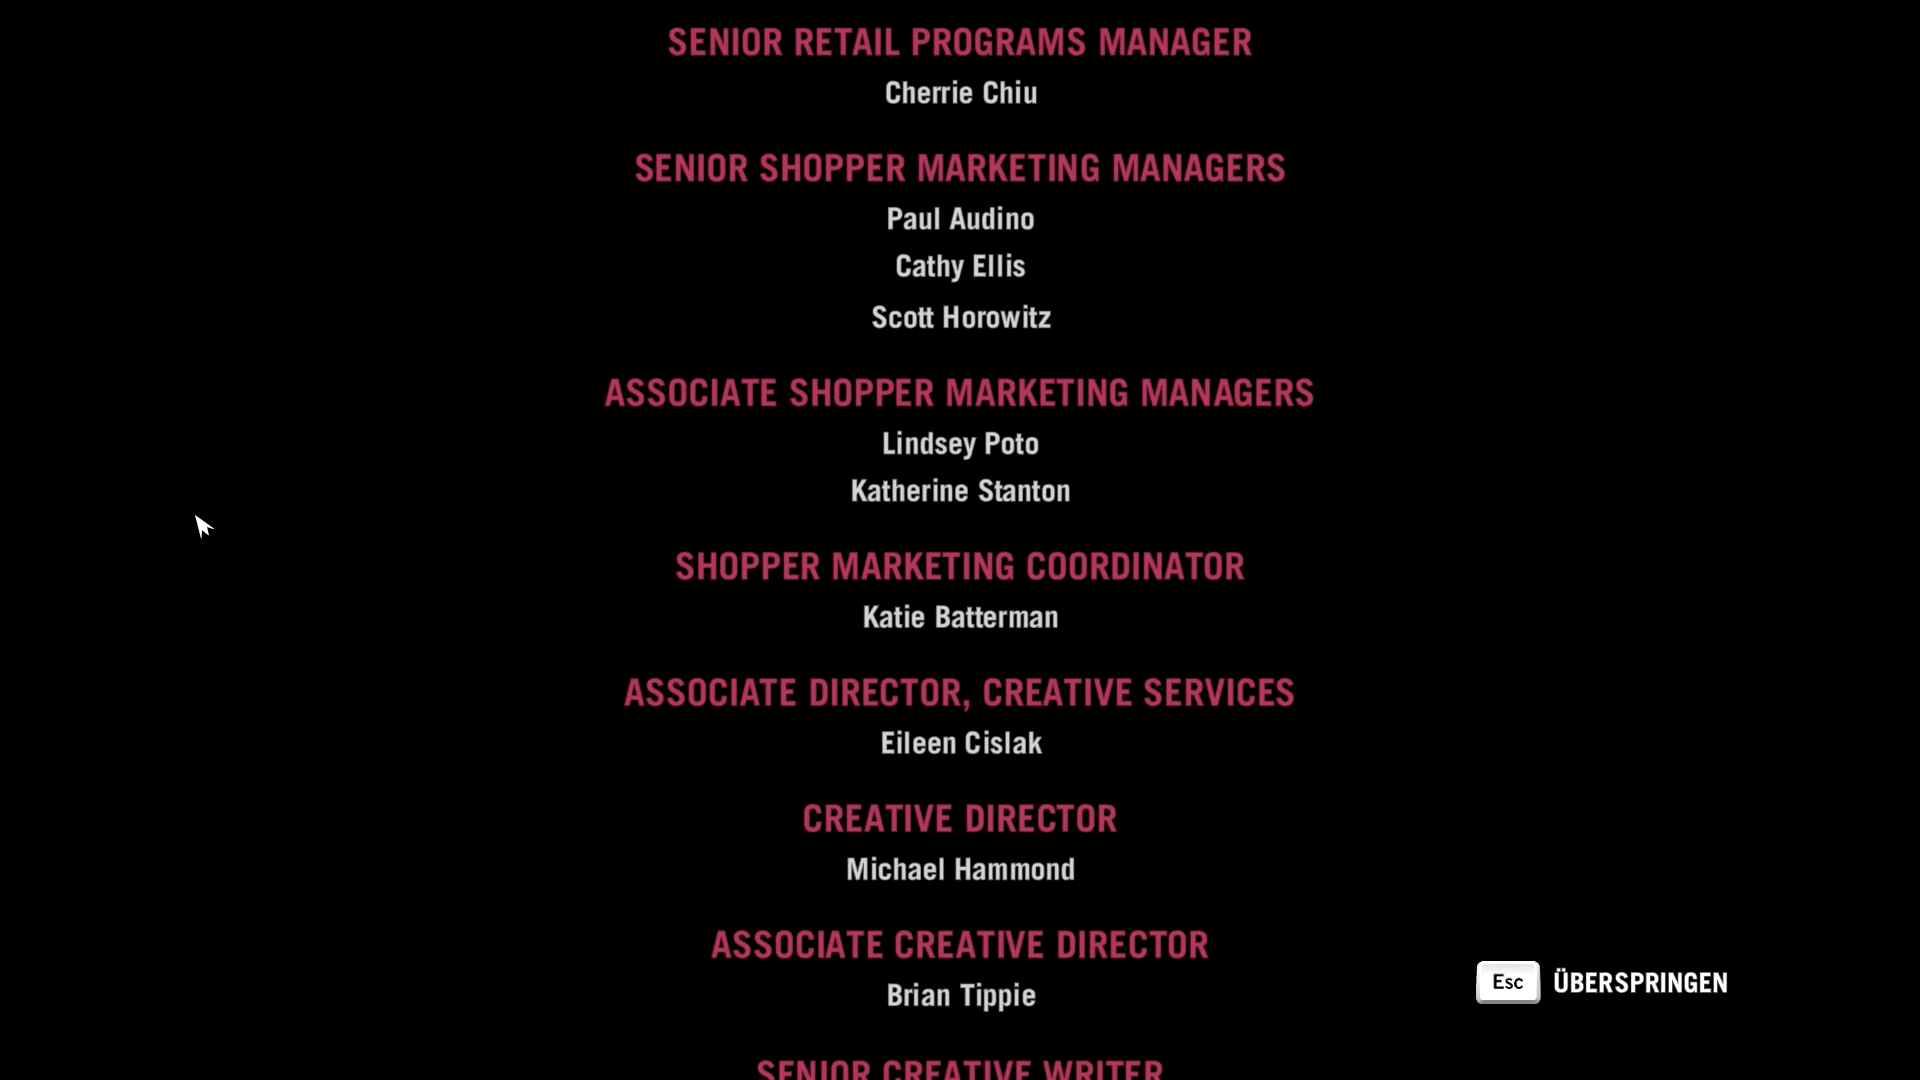 SENIOR RETAIL PROGRAMS MANAGER
Cherrie Chiu
SENIOR SHOPPER MARKETING MANAGERS
Paul Audino
Cathy Ellis
Scott Horowitz
ASSOCIATE SHOPPER MARKETING MANAGERS
Lindsey Poto
Katherine Stanton
SHOPPER MARKETING COORDINATOR
Katie Batterman
ASSOCIATE DIRECTOR, CREATIVE SERVICES
Eileen Cislak
CREATIVE DIRECTOR
Michael Hammond
ASSOCIATE CREATIVE DIRECTOR
Brian Tippie
Esc ÜBERSPRINGEN
SENIOR CREATIVE WRITER